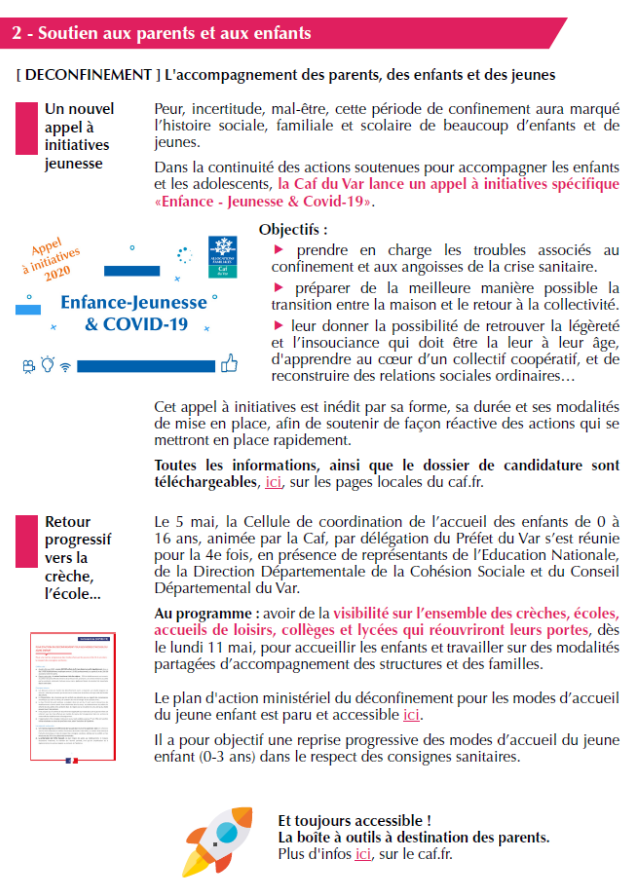 2 - Soutien aux parents et aux enfants
[ DECONFINEMENT ] L'accompagnement des parents, des enfants et des jeunes
Un nouvel
appel à
initiatives
jeunesse
Peur, incertitude, mal-être, cette période de confinement aura marqué
l'histoire sociale, familiale et scolaire de beaucoup d'enfants et de
jeunes.
Dans la continuité des actions soutenues pour accompagner les enfants
et les adolescents, la Caf du Var lance un appel à initiatives spécifique
«Enfance - Jeunesse & Covid-19».
Appel
à initiatives
2020
ALLOCATIONS
FAMILIALES
Caf
du Var
Enfance-Jeunesse
& COVID-19
Objectifs :
prendre en charge les troubles associés au
confinement et aux angoisses de la crise sanitaire.
préparer de la meilleure manière possible la
transition entre la maison et le retour à la collectivité.
leur donner la possibilité de retrouver la légèreté
et l'insouciance qui doit être la leur à leur âge,
d'apprendre au cœur d'un collectif coopératif, et de
reconstruire des relations sociales ordinaires…
Cet appel à initiatives est inédit par sa forme, sa durée et ses modalités
de mise en place, afin de soutenir de façon réactive des actions qui se
mettront en place rapidement.
Toutes les informations, ainsi que le dossier de candidature sont
téléchargeables, ici, sur les pages locales du caf.fr.
Retour
progressif
vers la
crèche,
l'école...
Le 5 mai, la Cellule de coordination de l'accueil des enfants de 0 à
16 ans, animée par la Caf, par délégation du Préfet du Var s'est réunie
pour la 4e fois, en présence de représentants de l'Education Nationale,
de la Direction Départementale de la Cohésion Sociale et du Conseil
Départemental du Var.
Au programme : avoir de la visibilité sur l'ensemble des crèches, écoles,
accueils de loisirs, collèges et lycées qui réouvriront leurs portes, dès
le lundi 11 mai, pour accueillir les enfants et travailler sur des modalités
partagées d'accompagnement des structures et des familles.
Le plan d'action ministériel du déconfinement pour les modes d'accueil
du jeune enfant est paru et accessible ici.
Il a pour objectif une reprise progressive des modes d'accueil du jeune
enfant (0-3 ans) dans le respect des consignes sanitaires.
Et toujours accessible !
La boîte à outils à destination des parents.
Plus d'infos ici, sur le caf.fr.